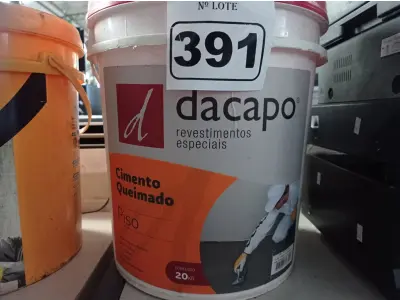 Nº LOTE
391
d
dacapo®
revestimentos
especiais
Cimento
Queimado
Piso
20